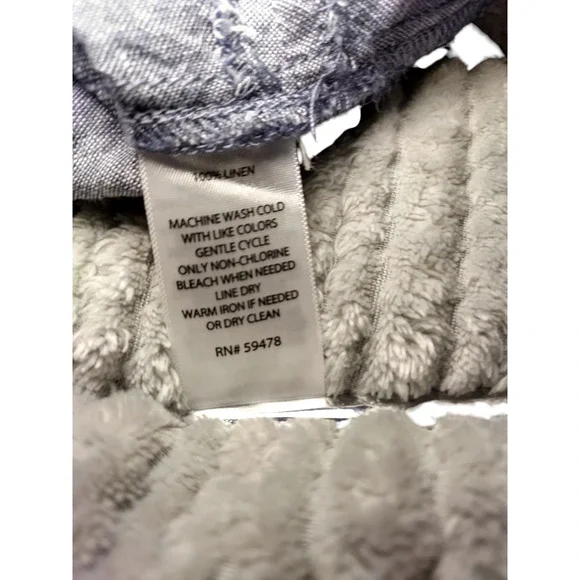 100% LINEN
MACHINE WASH COLD
WITH LIKE COLORS
GENTLE CYCLE
ONLY NON-CHLORINE
BLEACH WHEN NEEDED
LINE DRY
WARM IRON IF NEEDED
OR DRY CLEAN
RN# 59478